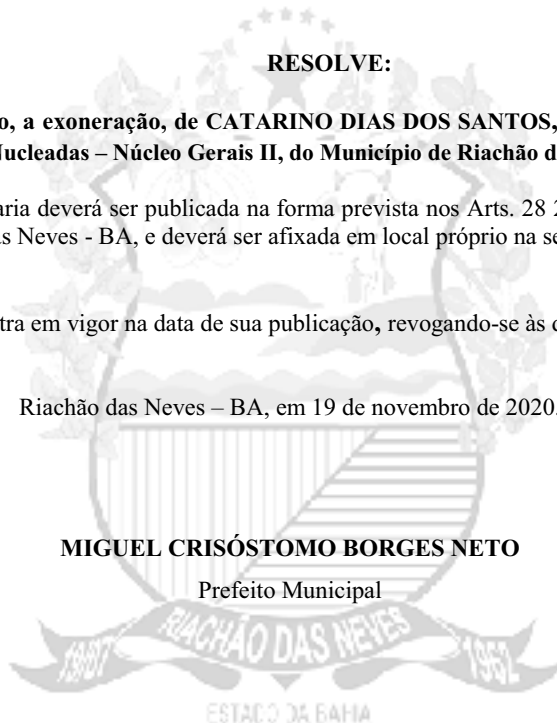 RESOLVE:
o, a exoneração, de CATARINO DIAS DOS SANTOS,
Nucleadas – Núcleo Gerais II, do Município de Riachão d
aria deverá ser publicada na forma prevista nos Arts. 28 2
as Neves - BA, e deverá ser afixada em local próprio na se
tra em vigor na data de sua publicação, revogando-se às d
Riachão das Neves – BA, em 19 de novembro de 2020.
MIGUEL CRISÓSTOMO BORGES NETO
Prefeito Municipal
RIACHÃO DAS NEVES
1962
ESTADO DA BAHIA